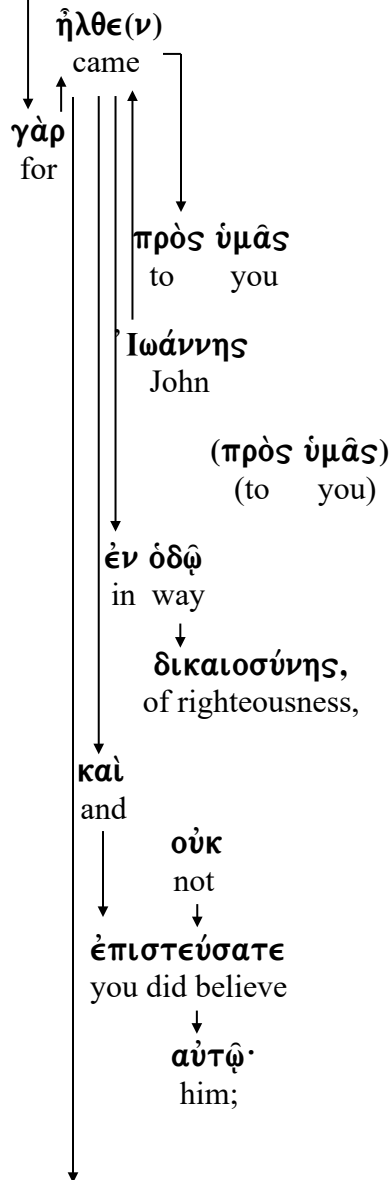 ἦλθε(ν)
came
γὰρ
for
πρὸς ὑμᾶς
to you
Ἰωάννης
John
(πρὸς ὑμᾶς)
(to you)
ἐν ὁδῷ
in way
δικαιοσύνης,
of righteousness,
καὶ
and
οὐκ
not
ἐπιστεύσατε
you did believe
αὐτῷ·
him;